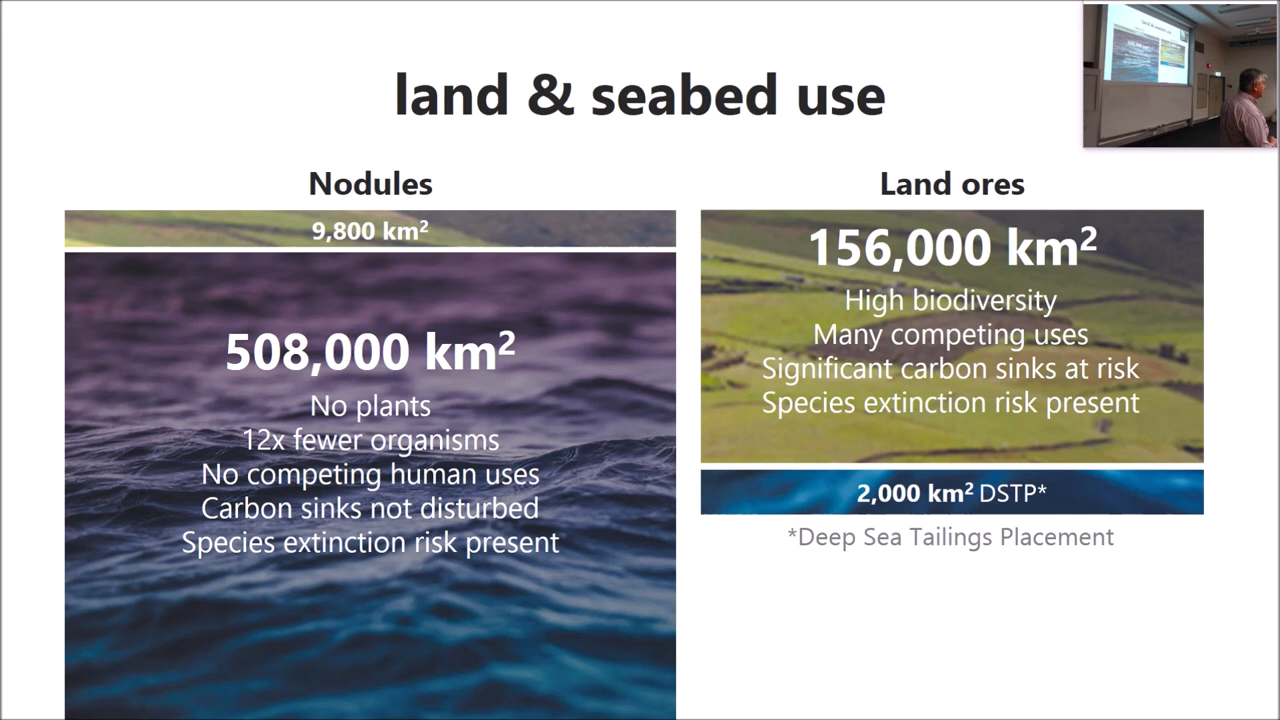 land & seabed use
Nodules
9,800 km²
508,000 km²
No plants
12x fewer organisms
No competing human uses
Carbon sinks not disturbed
Species extinction risk present
Land ores
156,000 km²
High biodiversity
Many competing uses
Significant carbon sinks at risk
Species extinction risk present
2,000 km² DSTP*
*Deep Sea Tailings Placement